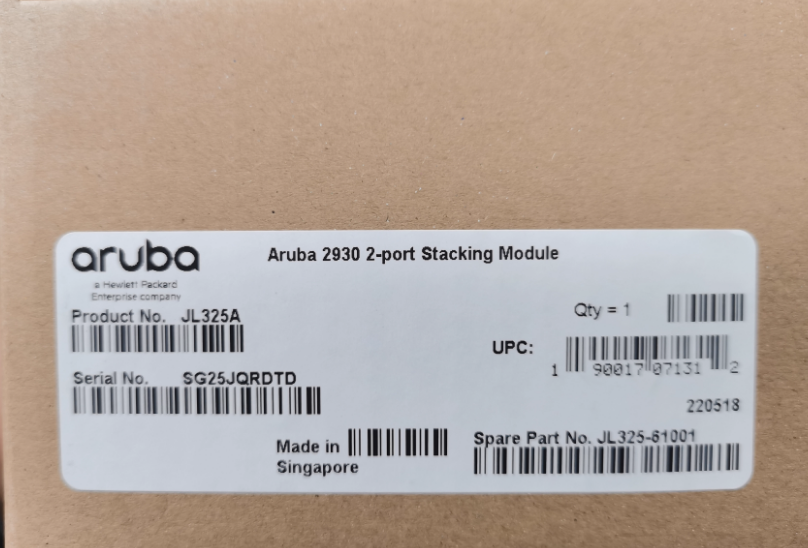 aruba
a Hewlett Packard
Enterprise company
Aruba 2930 2-port Stacking Module
Product No. JL325A
Qty = 1
UPC:
1 90017 07131 2
Serial No. SG25JQRDTD
220518
Made in
Singapore
Spare Part No. JL325-61001